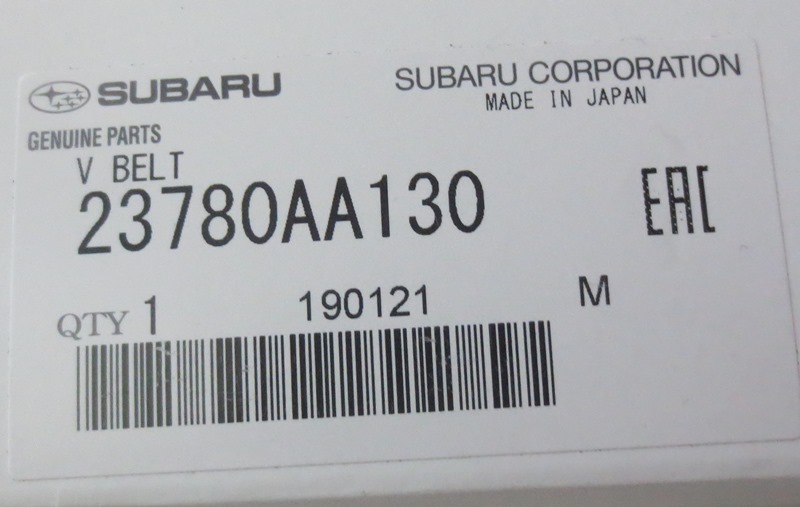 SUBARU
SUBARU CORPORATION
MADE IN JAPAN
GENUINE PARTS
V BELT
23780AA130
EAC
QTY 1
190121
M